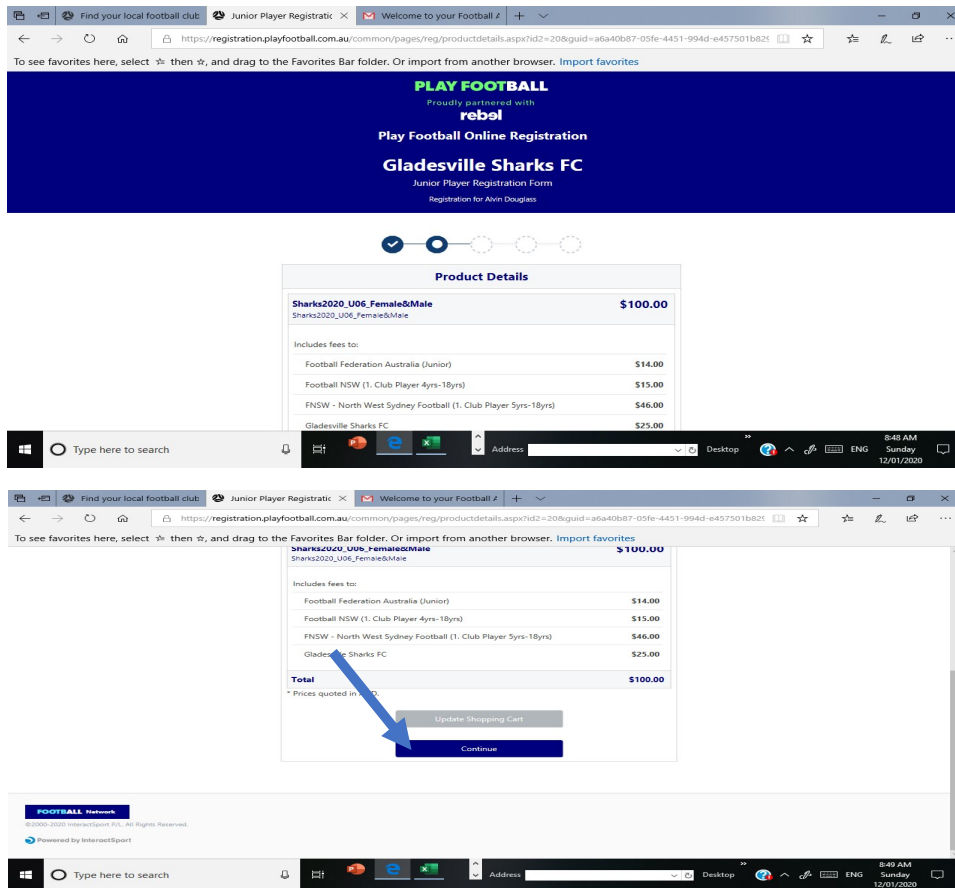 Find your local football club
Junior Player Registratic
Welcome to your Football A
https://registration.playfootball.com.au/common/pages/reg/productdetails.aspx?id2=20&guid=a6a40b87-05fe-4451-994d-e457501b829
To see favorites here, select then ☆, and drag to the Favorites Bar folder. Or import from another browser. Import favorites
PLAY FOOTBALL
Proudly partnered with
rebel
Play Football Online Registration
Gladesville Sharks FC
Junior Player Registration Form
Registration for Alvin Douglass
Product Details
Sharks2020_U06_Female&Male $100.00
Sharks2020_U06_Female&Male
Includes fees to:
Football Federation Australia (Junior) $14.00
Football NSW (1. Club Player 4yrs-18yrs) $15.00
FNSW - North West Sydney Football (1. Club Player 5yrs-18yrs) $46.00
Gladesville Sharks FC $25.00
Type here to search
Address
Desktop
ENG
8:48 AM
Sunday
12/01/2020
Find your local football club
Junior Player Registratic
Welcome to your Football A
https://registration.playfootball.com.au/common/pages/reg/productdetails.aspx?id2=20&guid=a6a40b87-05fe-4451-994d-e457501b829
To see favorites here, select then ☆, and drag to the Favorites Bar folder. Or import from another browser. Import favorites
Sharks2020_U06_Female&Male $100.00
Sharks2020_U06_Female&Male
Includes fees to:
Football Federation Australia (Junior) $14.00
Football NSW (1. Club Player 4yrs-18yrs) $15.00
FNSW - North West Sydney Football (1. Club Player 5yrs-18yrs) $46.00
Gladesville Sharks FC $25.00
Total $100.00
* Prices quoted in
Update Shopping Cart
Continue
FOOTBALL Network
©2000-2020 InteractSport P/L. All Rights Reserved.
Powered by InteractSport
Type here to search
Address
Desktop
ENG
8:49 AM
Sunday
12/01/2020